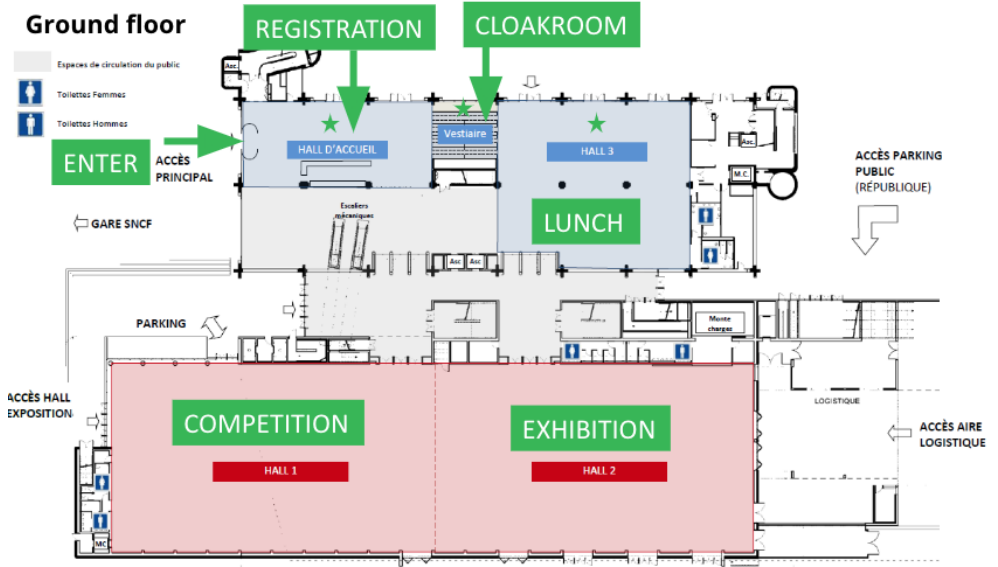 Ground floor
REGISTRATION
CLOAKROOM
Espaces de circulation du public
Asc.
Toilettes Femmes
Toilettes Hommes
Vestiaire
HALL D'ACCUEIL
HALL 3
Asc.
ENTER
ACCÈS
PRINCIPAL
M.C.
ACCÈS PARKING
PUBLIC
(RÉPUBLIQUE)
Escaliers
mécaniques
LUNCH
GARE SNCF
Asc
Asc
PARKING
Monte
charges
ACCÈS HALL
EXPOSITION
COMPETITION
EXHIBITION
LOGISTIQUE
ACCÈS AIRE
LOGISTIQUE
HALL 1
HALL 2
MC